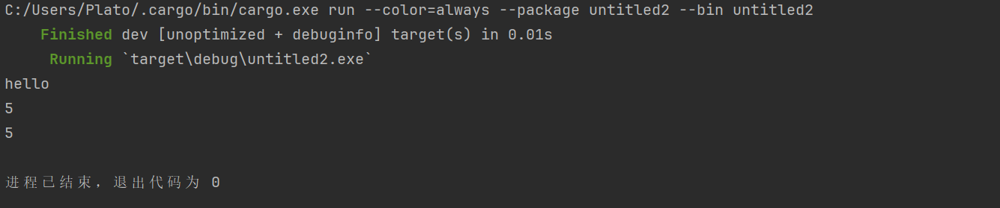 C:/Users/Plato/.cargo/bin/cargo.exe run --color=always --package untitled2 --bin untitled2
Finished dev [unoptimized + debuginfo] target(s) in 0.01s
Running `target\debug\untitled2.exe`
hello
5
5
进程已结束，退出代码为 0